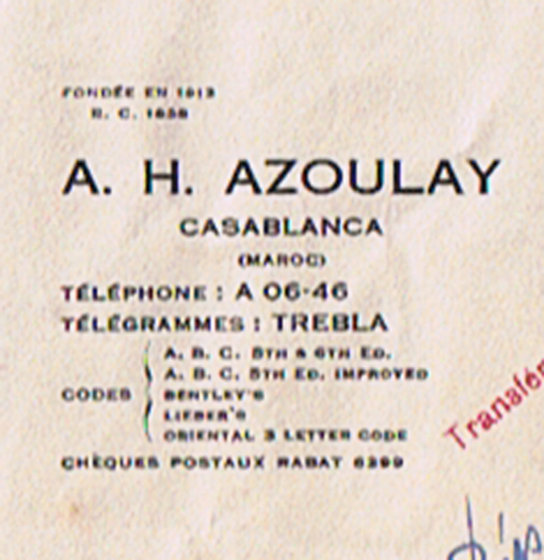 FONDÉE EN 1913
R. C. 1658
A. H. AZOULAY
CASABLANCA
(MAROC)
TÉLÉPHONE : A 06-46
TÉLÉGRAMMES : TREBLA
CODES
A. B. C. 5TH & 6TH ED.
A. B. C. 5TH ED. IMPROVED
BENTLEY'S
LIEBER'S
ORIENTAL 3 LETTER CODE
CHÈQUES POSTAUX RABAT 6399